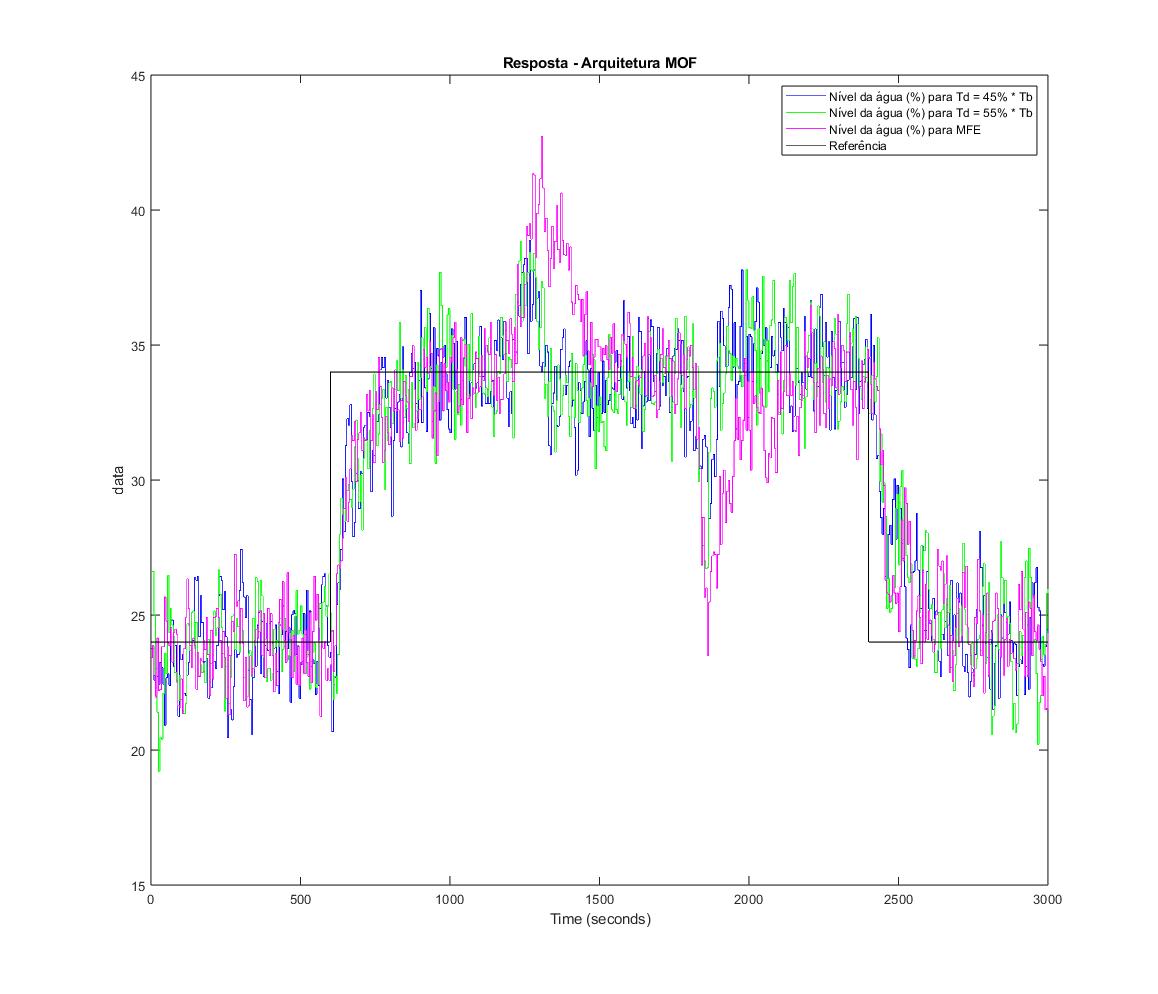 Resposta - Arquitetura MOF
45
40
35
30
25
20
15
data
Nível da água (%) para Td = 45% * Tb
Nível da água (%) para Td = 55% * Tb
Nível da água (%) para MFE
Referência
0 500 1000 1500 2000 2500 3000
Time (seconds)